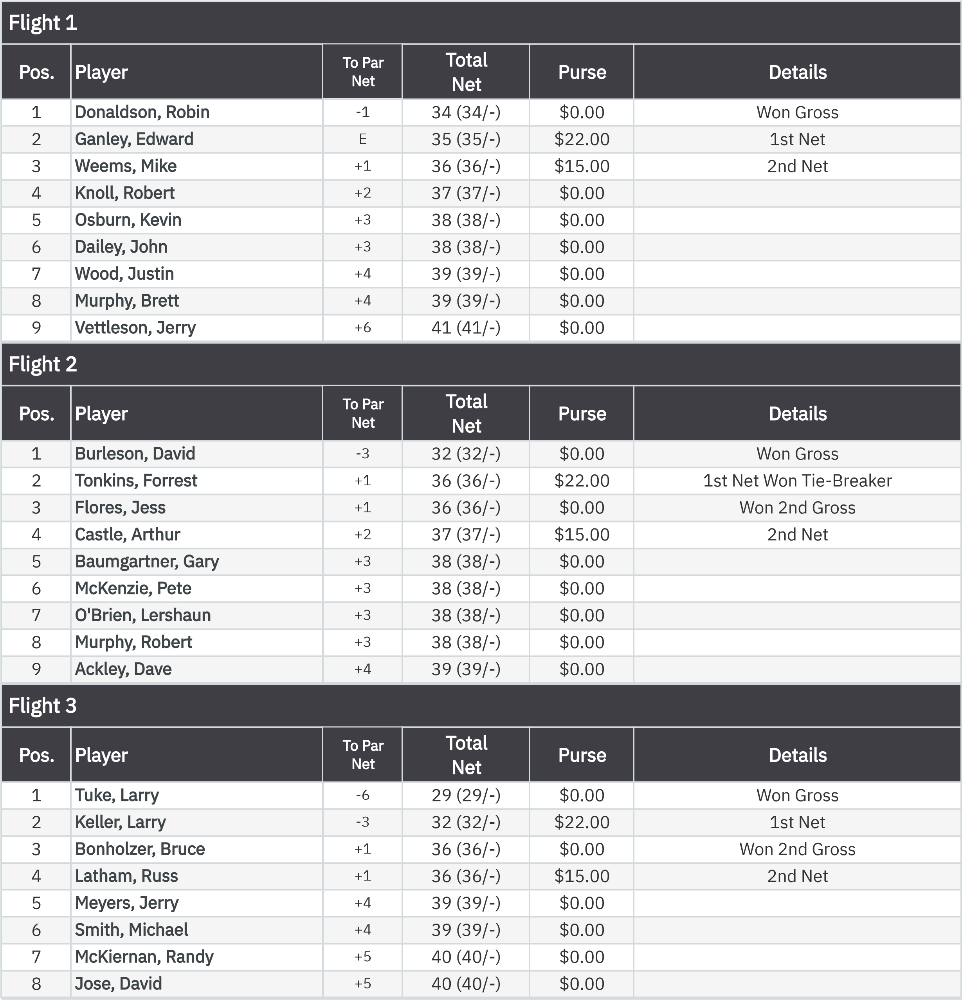 Flight 1
Pos. Player To Par Net Total Net Purse Details
1 Donaldson, Robin -1 34 (34/-) $0.00 Won Gross
2 Ganley, Edward E 35 (35/-) $22.00 1st Net
3 Weems, Mike +1 36 (36/-) $15.00 2nd Net
4 Knoll, Robert +2 37 (37/-) $0.00
5 Osburn, Kevin +3 38 (38/-) $0.00
6 Dailey, John +3 38 (38/-) $0.00
7 Wood, Justin +4 39 (39/-) $0.00
8 Murphy, Brett +4 39 (39/-) $0.00
9 Vettleson, Jerry +6 41 (41/-) $0.00
Flight 2
Pos. Player To Par Net Total Net Purse Details
1 Burleson, David -3 32 (32/-) $0.00 Won Gross
2 Tonkins, Forrest +1 36 (36/-) $22.00 1st Net Won Tie-Breaker
3 Flores, Jess +1 36 (36/-) $0.00 Won 2nd Gross
4 Castle, Arthur +2 37 (37/-) $15.00 2nd Net
5 Baumgartner, Gary +3 38 (38/-) $0.00
6 McKenzie, Pete +3 38 (38/-) $0.00
7 O'Brien, Lershaun +3 38 (38/-) $0.00
8 Murphy, Robert +3 38 (38/-) $0.00
9 Ackley, Dave +4 39 (39/-) $0.00
Flight 3
Pos. Player To Par Net Total Net Purse Details
1 Tuke, Larry -6 29 (29/-) $0.00 Won Gross
2 Keller, Larry -3 32 (32/-) $22.00 1st Net
3 Bonholzer, Bruce +1 36 (36/-) $0.00 Won 2nd Gross
4 Latham, Russ +1 36 (36/-) $15.00 2nd Net
5 Meyers, Jerry +4 39 (39/-) $0.00
6 Smith, Michael +4 39 (39/-) $0.00
7 McKiernan, Randy +5 40 (40/-) $0.00
8 Jose, David +5 40 (40/-) $0.00